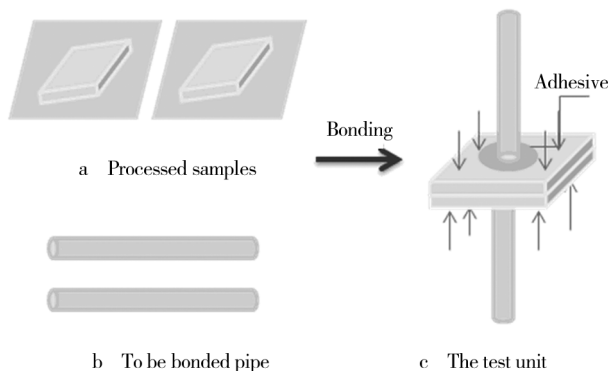 Adhesive
Bonding
a Processed samples
b To be bonded pipe
c The test unit